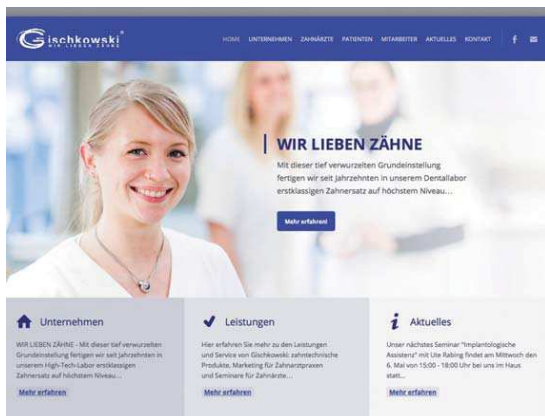 Gischkowski®
WIR LIEBEN ZÄHNE
HOME UNTERNEHMEN ZAHNÄRZTE PATIENTEN MITARBEITER AKTUELLES KONTAKT f
WIR LIEBEN ZÄHNE
Mit dieser tief verwurzelten Grundeinstellung
fertigen wir seit Jahrzehnten in unserem Dentallabor
erstklassigen Zahnersatz auf höchstem Niveau…
Mehr erfahren!
Unternehmen
WIR LIEBEN ZÄHNE - Mit dieser tief verwurzelten
Grundeinstellung fertigen wir seit Jahrzehnten in
unserem High-Tech-Labor erstklassigen
Zahnersatz auf höchstem Niveau…
Mehr erfahren
Leistungen
Hier erfahren Sie mehr zu den Leistungen
und Service von Gischkowski: zahntechnische
Produkte, Marketing für Zahnarztpraxen
und Seminare für Zahnärzte…
Mehr erfahren
i Aktuelles
Unser nächstes Seminar "Implantologische
Assistenz" mit Ute Rabing findet am Mittwoch den
6. Mai von 15:00 - 18:00 Uhr bei uns im Haus
statt…
Mehr erfahren